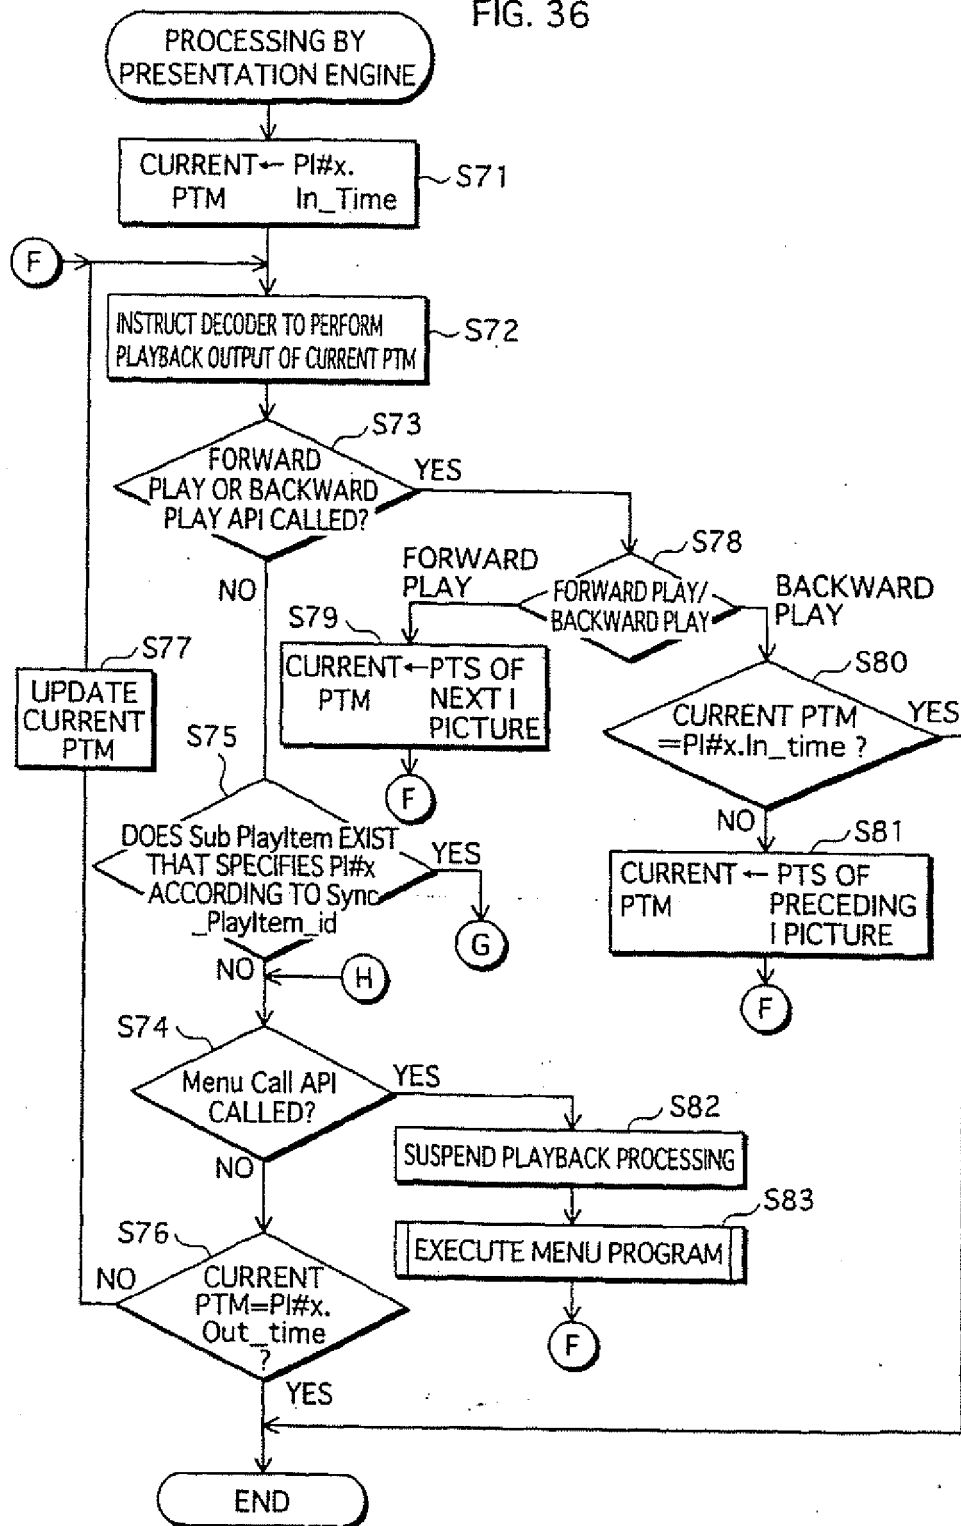 FIG. 36
PROCESSING BY
PRESENTATION ENGINE
CURRENT ← PI#x.
PTM In_Time
S71
F
INSTRUCT DECODER TO PERFORM
PLAYBACK OUTPUT OF CURRENT PTM
S72
S73
FORWARD
PLAY OR BACKWARD
PLAY API CALLED?
YES
NO
S78
FORWARD
PLAY
FORWARD PLAY/
BACKWARD PLAY
BACKWARD
PLAY
S79
CURRENT ← PTS OF
PTM NEXT I
PICTURE
F
S80
CURRENT PTM
=PI#x.In_time ?
YES
NO
S81
CURRENT ← PTS OF
PTM PRECEDING
I PICTURE
F
S77
UPDATE
CURRENT
PTM
S75
DOES Sub PlayItem EXIST
THAT SPECIFIES PI#x
ACCORDING TO Sync
_PlayItem_id
YES
G
NO
H
S74
Menu Call API
CALLED?
YES
NO
S82
SUSPEND PLAYBACK PROCESSING
S83
EXECUTE MENU PROGRAM
F
S76
NO
CURRENT
PTM=PI#x.
Out_time
?
YES
END